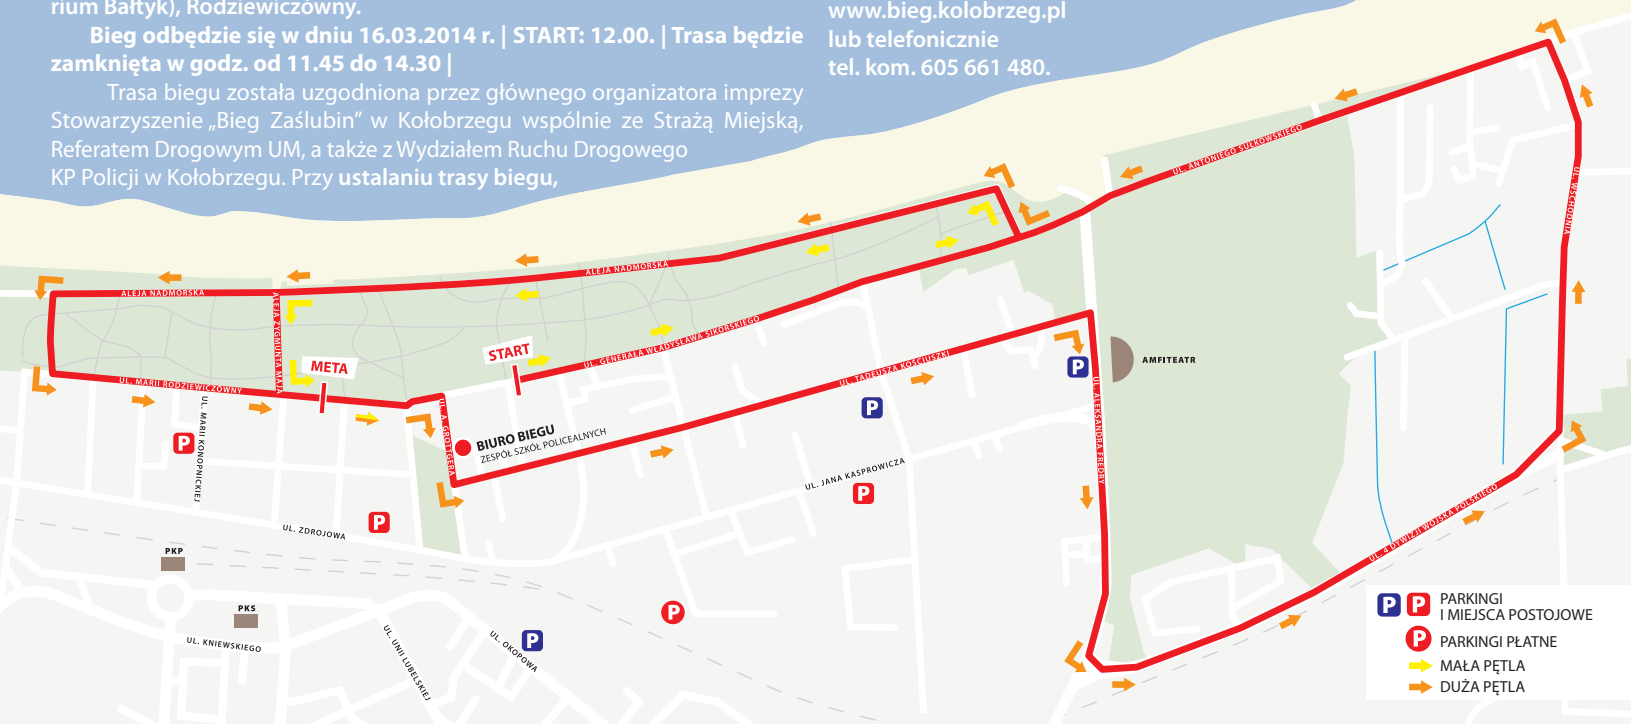 rium Bałtyk), Rodziewiczówny.
Bieg odbędzie się w dniu 16.03.2014 r. | START: 12.00. | Trasa będzie
zamknięta w godz. od 11.45 do 14.30 |
Trasa biegu została uzgodniona przez głównego organizatora imprezy
Stowarzyszenie „Bieg Zaślubin” w Kołobrzegu wspólnie ze Strażą Miejską,
Referatem Drogowym UM, a także z Wydziałem Ruchu Drogowego
KP Policji w Kołobrzegu. Przy ustalaniu trasy biegu,
www.bieg.kolobrzeg.pl
lub telefonicznie
tel. kom. 605 661 480.
UL. ANTONIEGO SUŁKOWSKIEGO
UL. WSCHODNIA
ALEJA NADMORSKA
ALEJA NADMORSKA
ALEJA ZYGMUNTA MAJA
START
META
UL. GENERAŁA WŁADYSŁAWA SIKORSKIEGO
UL. TADEUSZA KOŚCIUSZKI
P
AMFITEATR
UL. MARII RODZIEWICZÓWNY
UL. MARII KONOPNICKIEJ
P
UL. A. GROTTGERA
BIURO BIEGU
ZESPÓŁ SZKÓŁ POLICEALNYCH
P
UL. ALEKSANDRA FREDRY
UL. JANA KASPROWICZA
P
P
UL. ZDROJOWA
UL. 4 DYWIZJI WOJSKA POLSKIEGO
PKP
PKS
UL. KNIEWSKIEGO
UL. UNII LUBELSKIEJ
UL. OKOPOWA
P
P
P P PARKINGI
I MIEJSCA POSTOJOWE
P PARKINGI PŁATNE
MAŁA PĘTLA
DUŻA PĘTLA